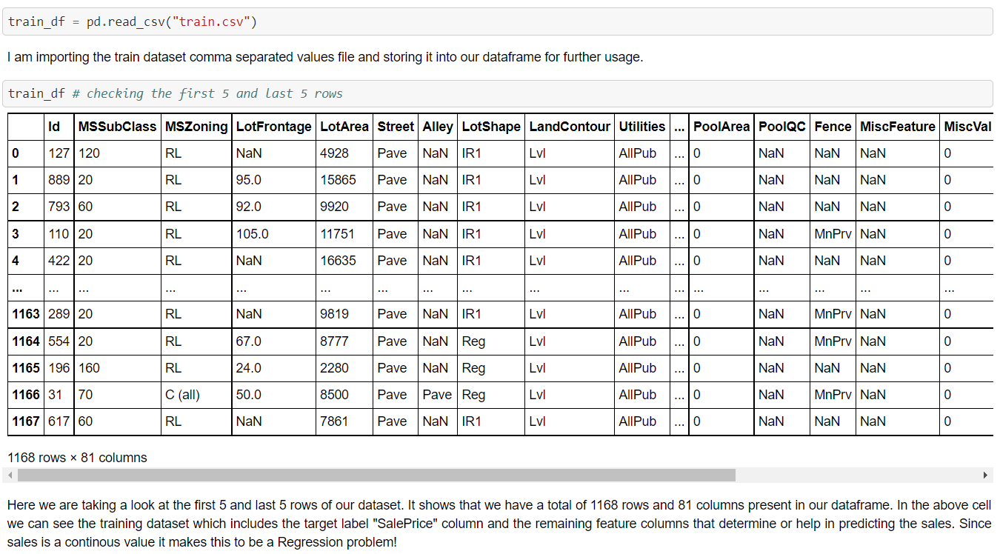 train_df = pd.read_csv("train.csv")
I am importing the train dataset comma separated values file and storing it into our dataframe for further usage.
train_df # checking the first 5 and last 5 rows
Id MSSubClass MSZoning LotFrontage LotArea Street Alley LotShape LandContour Utilities ... PoolArea PoolQC Fence MiscFeature MiscVal
0 127 120 RL NaN 4928 Pave NaN IR1 Lvl AllPub ... 0 NaN NaN NaN 0
1 889 20 RL 95.0 15865 Pave NaN IR1 Lvl AllPub ... 0 NaN NaN NaN 0
2 793 60 RL 92.0 9920 Pave NaN IR1 Lvl AllPub ... 0 NaN NaN NaN 0
3 110 20 RL 105.0 11751 Pave NaN IR1 Lvl AllPub ... 0 NaN MnPrv NaN 0
4 422 20 RL NaN 16635 Pave NaN IR1 Lvl AllPub ... 0 NaN NaN NaN 0
... ... ... ... ... ... ... ... ... ... ... ... ... ... ... ... ...
1163 289 20 RL NaN 9819 Pave NaN IR1 Lvl AllPub ... 0 NaN MnPrv NaN 0
1164 554 20 RL 67.0 8777 Pave NaN Reg Lvl AllPub ... 0 NaN MnPrv NaN 0
1165 196 160 RL 24.0 2280 Pave NaN Reg Lvl AllPub ... 0 NaN NaN NaN 0
1166 31 70 C (all) 50.0 8500 Pave Pave Reg Lvl AllPub ... 0 NaN MnPrv NaN 0
1167 617 60 RL NaN 7861 Pave NaN IR1 Lvl AllPub ... 0 NaN NaN NaN 0
1168 rows × 81 columns
Here we are taking a look at the first 5 and last 5 rows of our dataset. It shows that we have a total of 1168 rows and 81 columns present in our dataframe. In the above cell
we can see the training dataset which includes the target label "SalePrice" column and the remaining feature columns that determine or help in predicting the sales. Since
sales is a continous value it makes this to be a Regression problem!